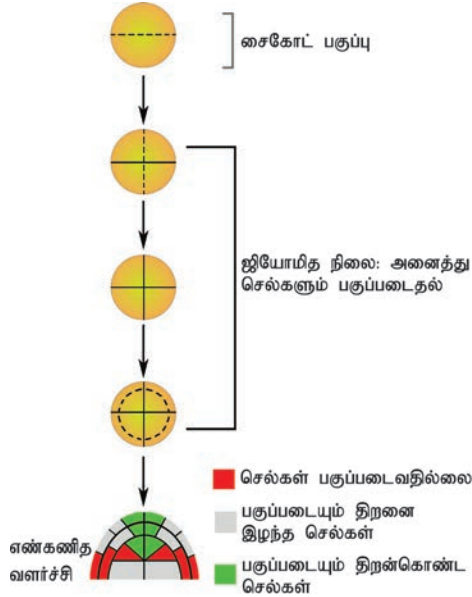 சைகோட் பகுப்பு
ஜியோமித நிலை: அனைத்து
செல்களும் பகுப்படைதல்
செல்கள் பகுப்படைவதில்லை
பகுப்படையும் திறனை
இழந்த செல்கள்
பகுப்படையும் திறன்கொண்ட
செல்கள்
எண்கணித
வளர்ச்சி